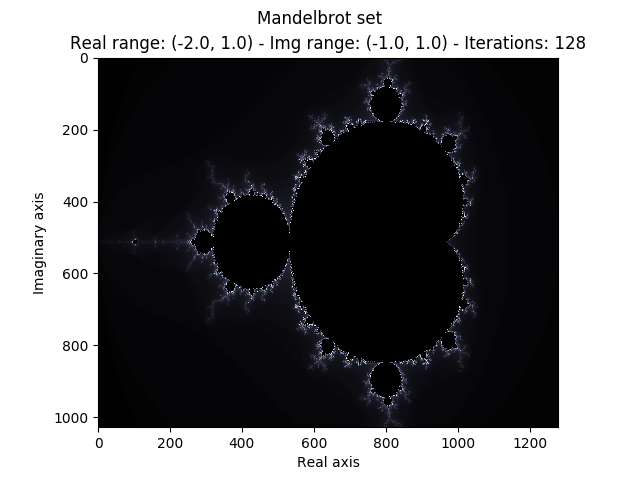 Mandelbrot set
Real range: (-2.0, 1.0) - Img range: (-1.0, 1.0) - Iterations: 128
0
200
400
600
800
1000
Imaginary axis
0 200 400 600 800 1000 1200
Real axis